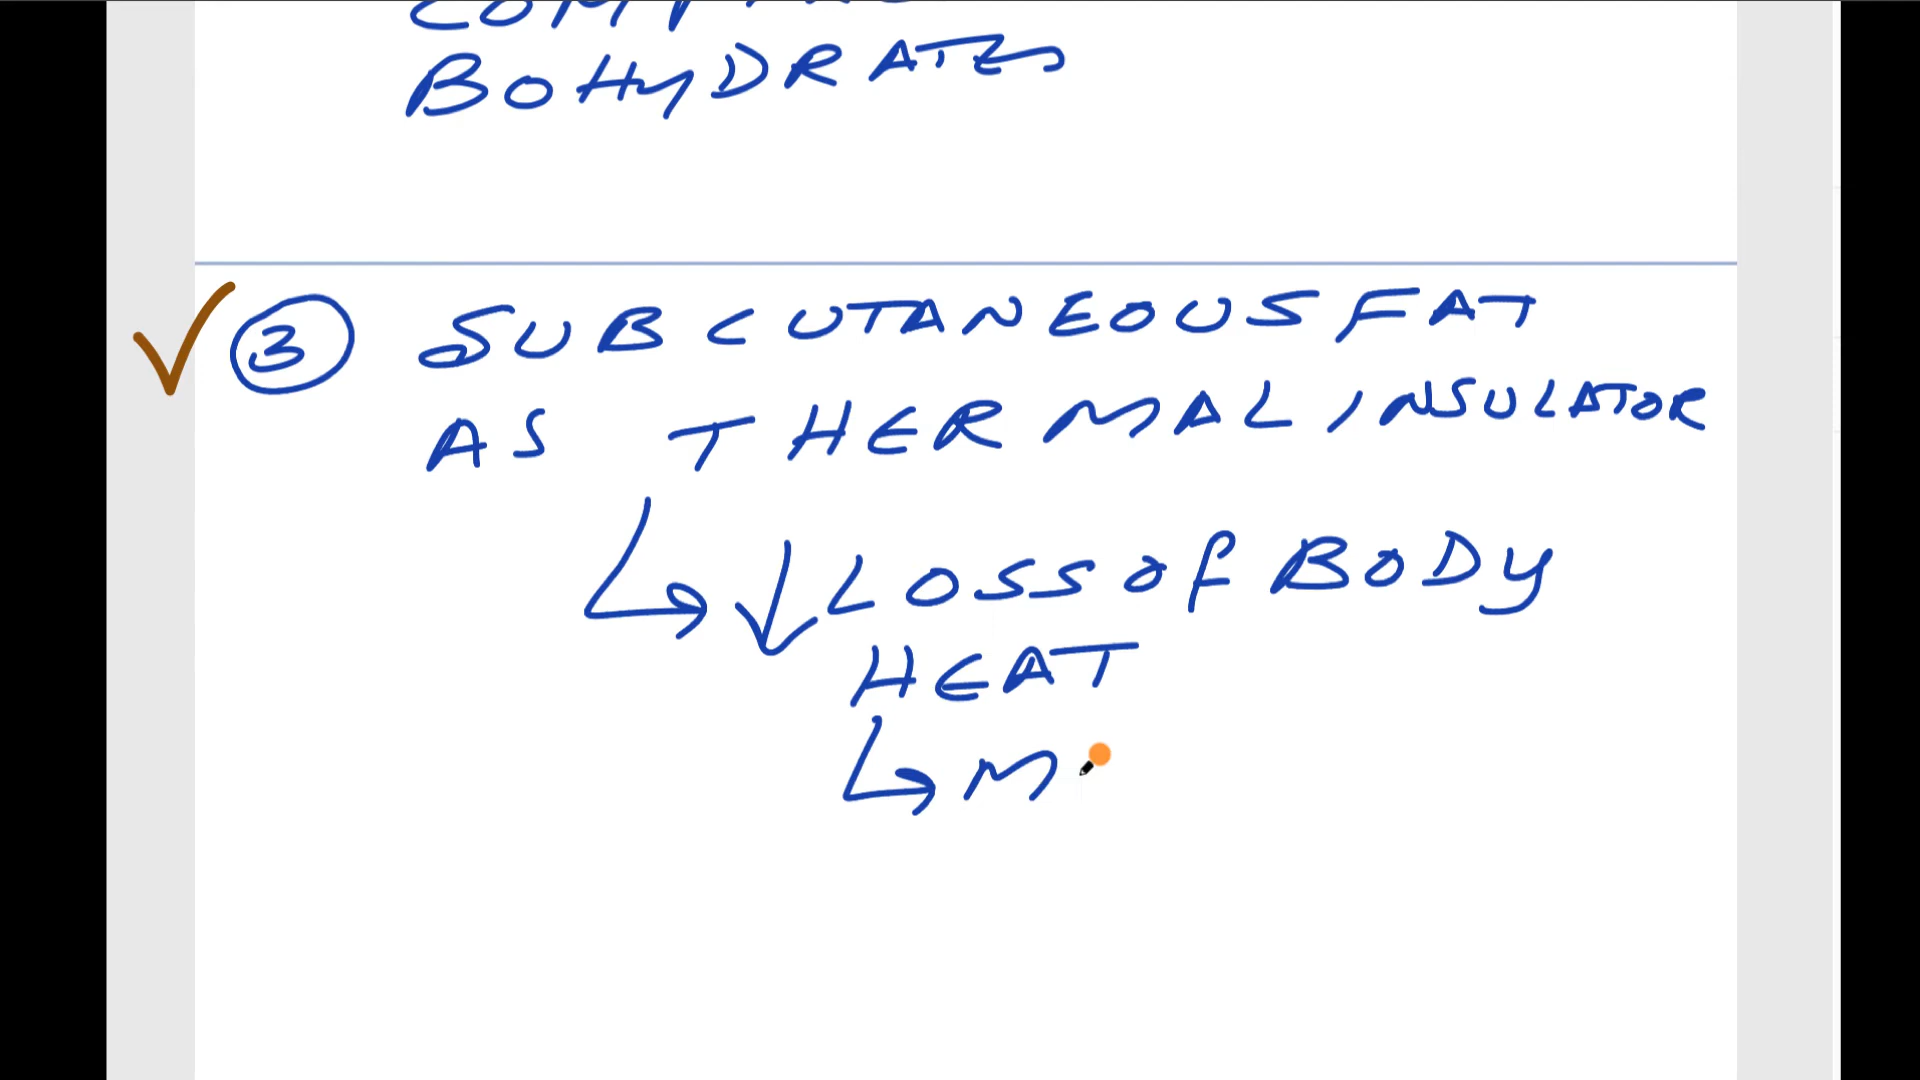 BOHYDRATES
③ SUBCUTANEOUS FAT
AS THERMAL INSULATOR
↳ ↓ LOSS OF BODY
HEAT
↳ M